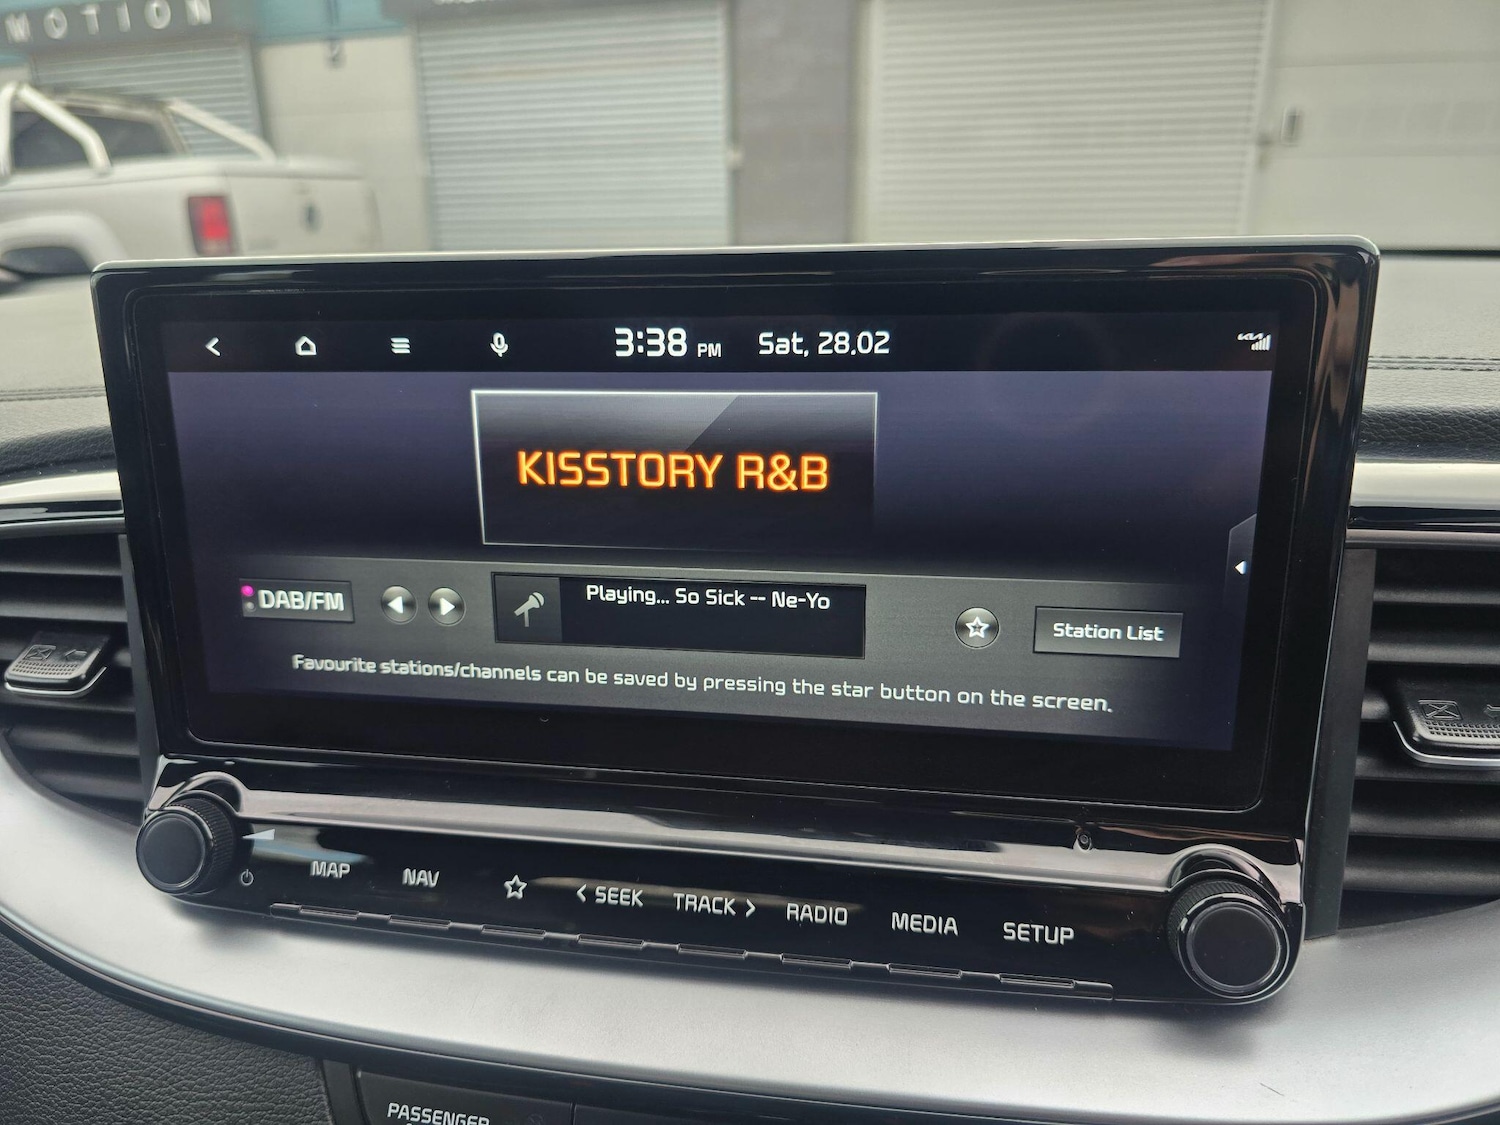 MOTION
3:38 PM Sat, 28.02
KISSTORY R&B
DAB/FM
Playing... So Sick -- Ne-Yo
Station List
Favourite stations/channels can be saved by pressing the star button on the screen.
MAP NAV SEEK TRACK RADIO MEDIA SETUP
PASSENGER